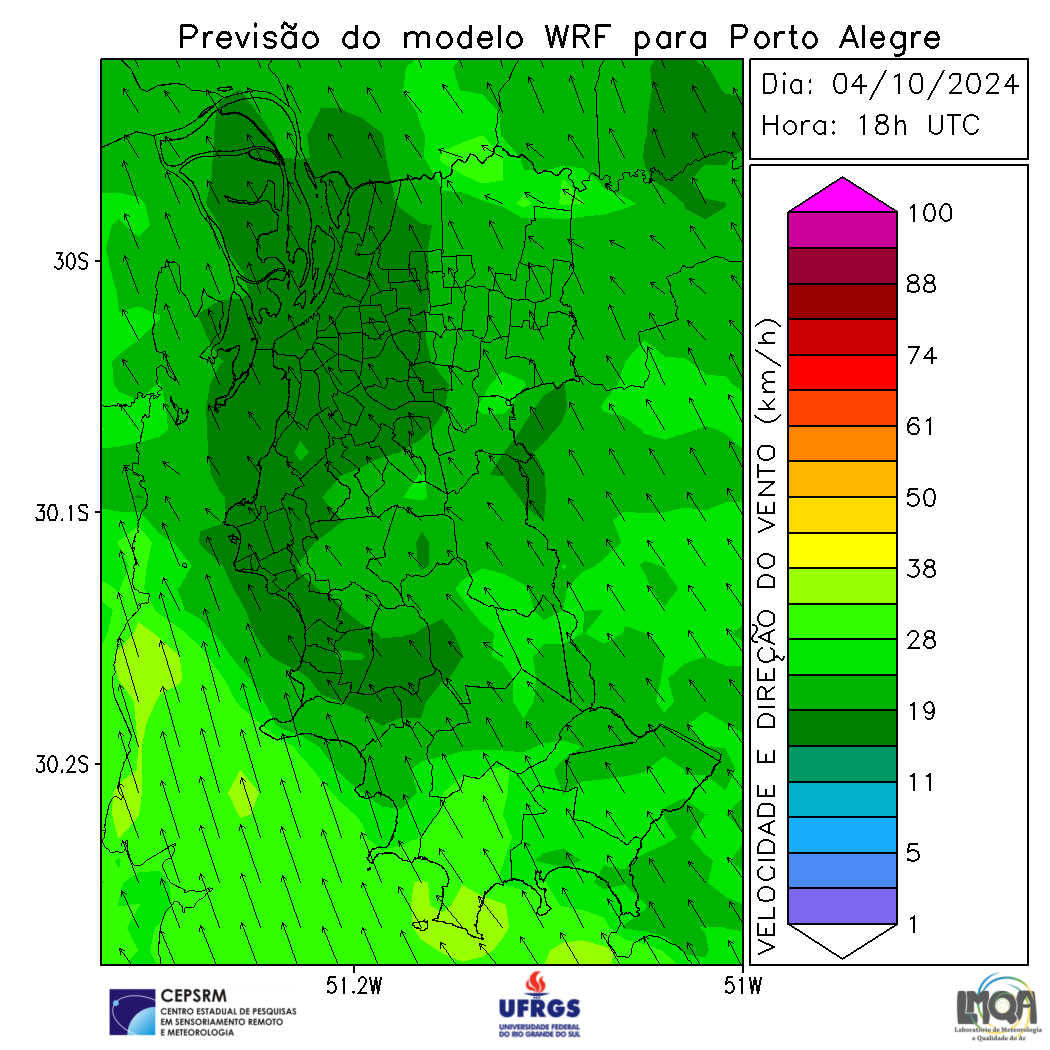 Previsão do modelo WRF para Porto Alegre
Dia: 04/10/2024
Hora: 18h UTC
30S
30.1S
30.2S
51.2W
51W
VELOCIDADE E DIREÇÃO DO VENTO (km/h)
100
88
74
61
50
38
28
19
11
5
1
CEPSRM
CENTRO ESTADUAL DE PESQUISAS
EM SENSORIAMENTO REMOTO
E METEOROLOGIA
UFRGS
UNIVERSIDADE FEDERAL
DO RIO GRANDE DO SUL
LMQA
Laboratório de Meteorologia
e Qualidade do Ar